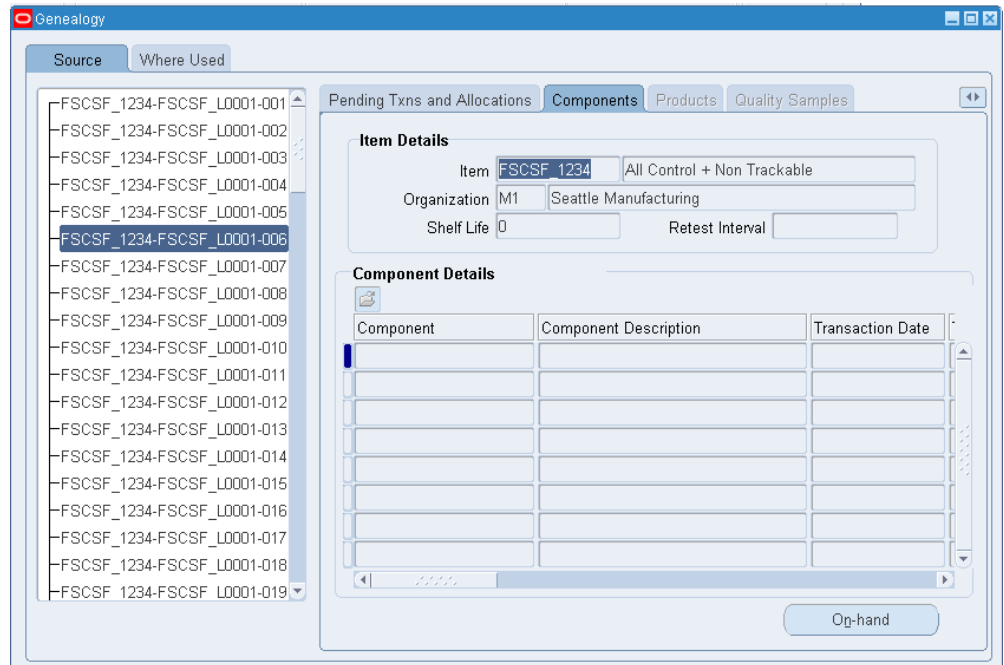 Genealogy
Source Where Used
FSCSF_1234-FSCSF_L0001-001
FSCSF_1234-FSCSF_L0001-002
FSCSF_1234-FSCSF_L0001-003
FSCSF_1234-FSCSF_L0001-004
FSCSF_1234-FSCSF_L0001-005
FSCSF_1234-FSCSF_L0001-006
FSCSF_1234-FSCSF_L0001-007
FSCSF_1234-FSCSF_L0001-008
FSCSF_1234-FSCSF_L0001-009
FSCSF_1234-FSCSF_L0001-010
FSCSF_1234-FSCSF_L0001-011
FSCSF_1234-FSCSF_L0001-012
FSCSF_1234-FSCSF_L0001-013
FSCSF_1234-FSCSF_L0001-014
FSCSF_1234-FSCSF_L0001-015
FSCSF_1234-FSCSF_L0001-016
FSCSF_1234-FSCSF_L0001-017
FSCSF_1234-FSCSF_L0001-018
FSCSF_1234-FSCSF_L0001-019
Pending Txns and Allocations Components Products Quality Samples
Item Details
Item FSCSF_1234 All Control + Non Trackable
Organization M1 Seattle Manufacturing
Shelf Life 0 Retest Interval
Component Details
Component Component Description Transaction Date
On-hand